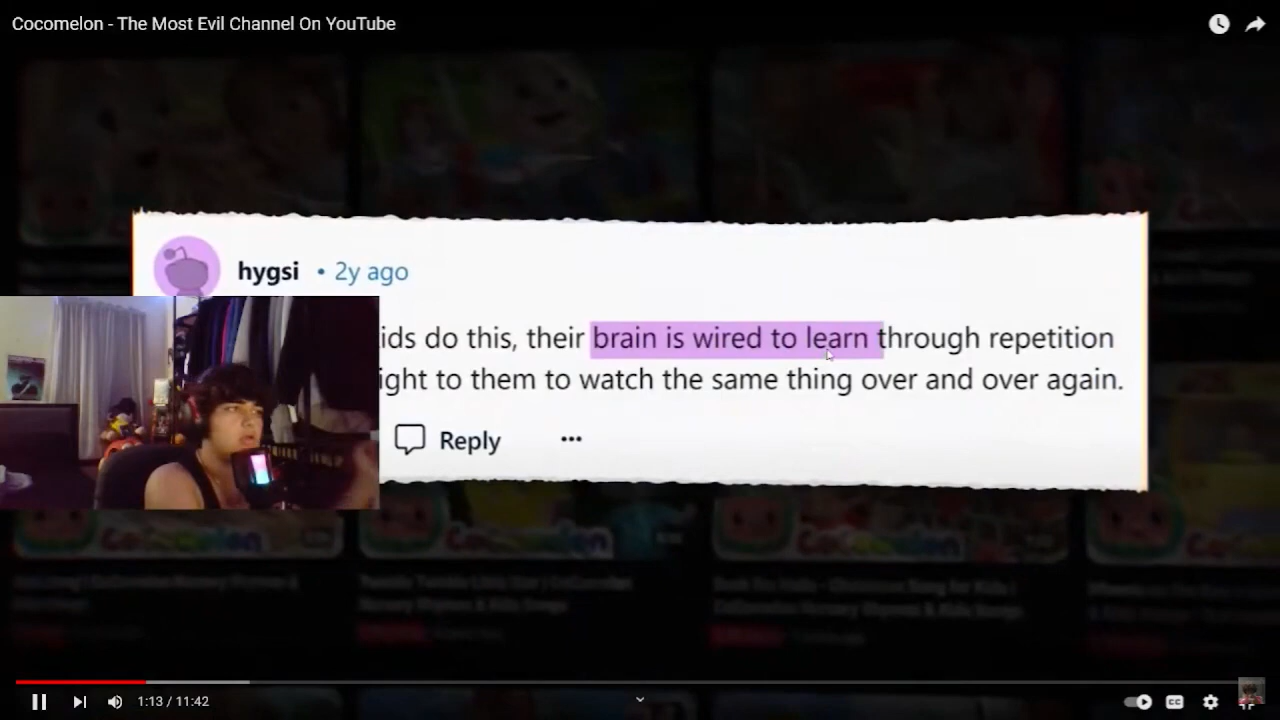 Cocomelon - The Most Evil Channel On YouTube
hygsi • 2y ago
ids do this, their brain is wired to learn through repetition
ight to them to watch the same thing over and over again.
Reply
1:13 / 11:42
CC